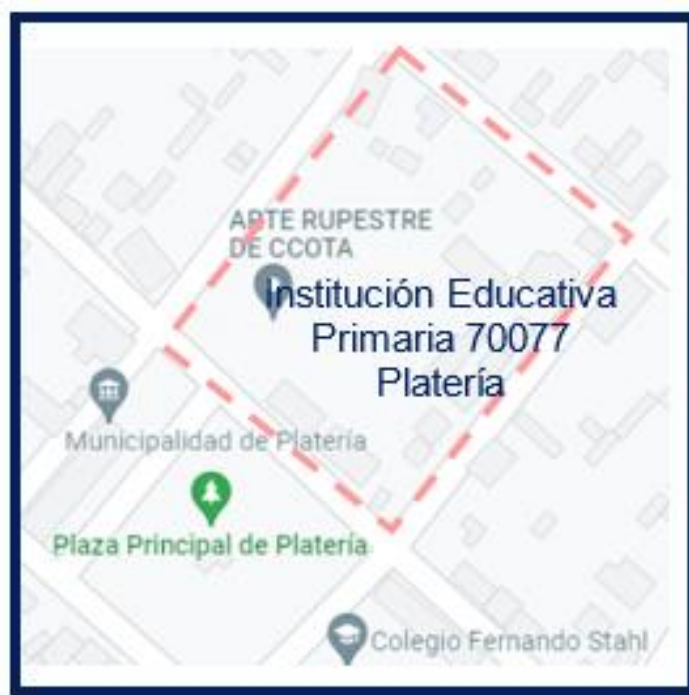 ARTE RUPESTRE
DE CCOTA
Institución Educativa
Primaria 70077
Platería
Municipalidad de Platería
Plaza Principal de Platería
Colegio Fernando Stahl